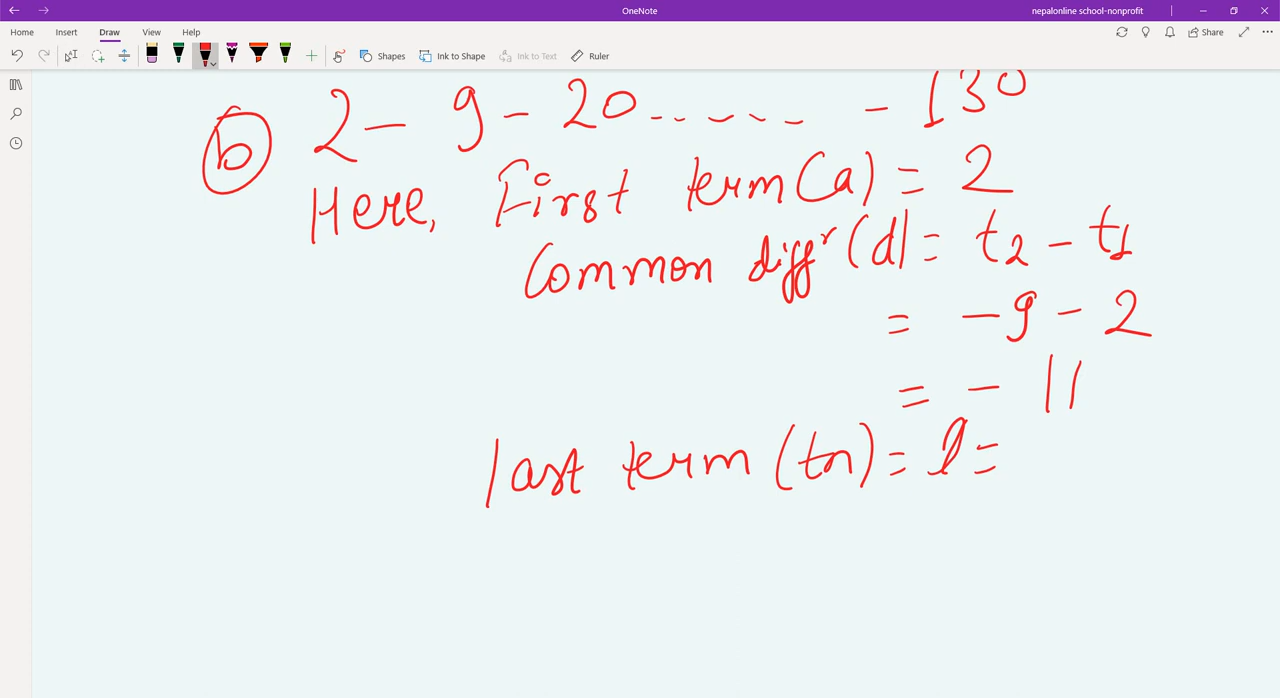 OneNote
nepalonline school-nonprofit
Home Insert Draw View Help
Share
Shapes Ink to Shape Ink to Text Ruler
b 2 - 9 - 20 ..... - 130
Here, First term (a) = 2
Common diffr (d) = t2 - t1
= -9 - 2
= - 11
last term (tn) = l =